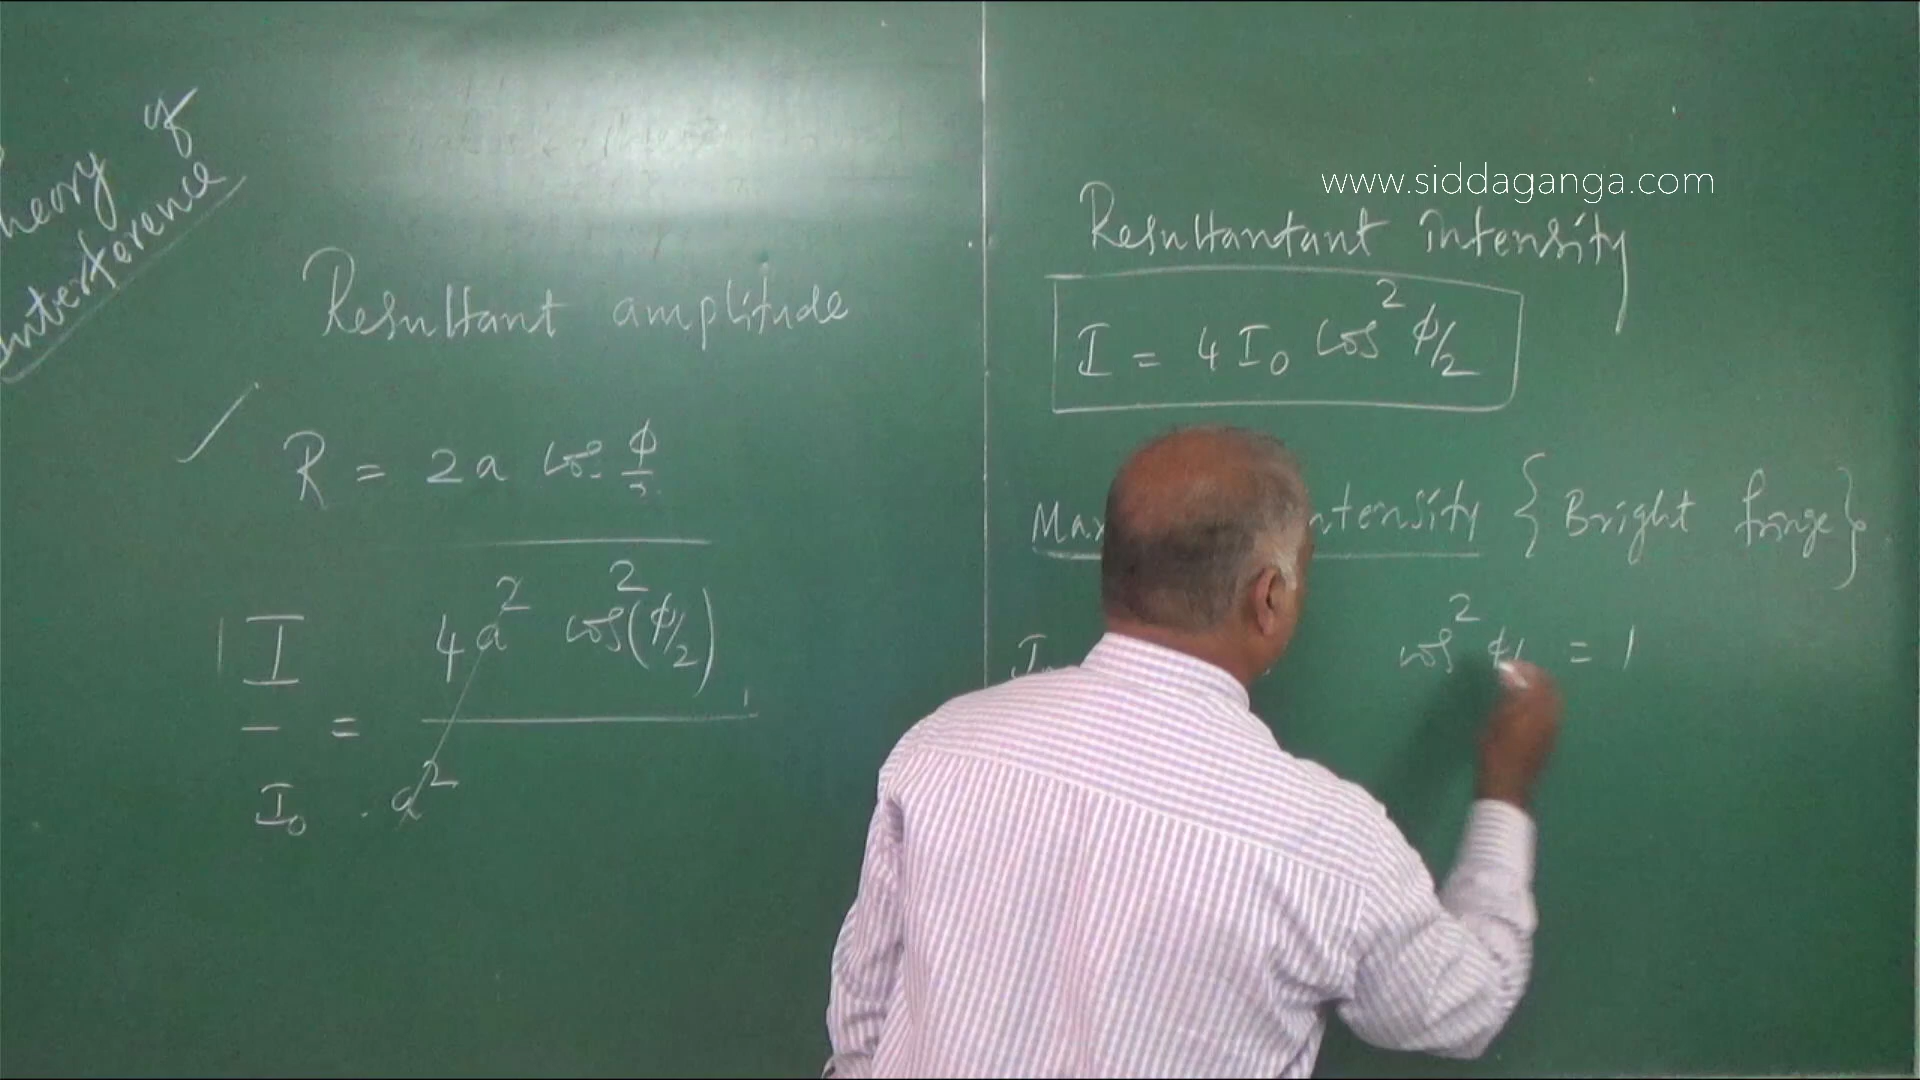 heory of
interference
Resultant amplitude
R = 2a cos φ/2
I/I₀ = 4a² cos²(φ/2) / a²
www.siddaganga.com
Resultantant intensity
I = 4 I₀ cos² φ/2
Max ntensity {Bright fringe}
cos² φ/ = 1